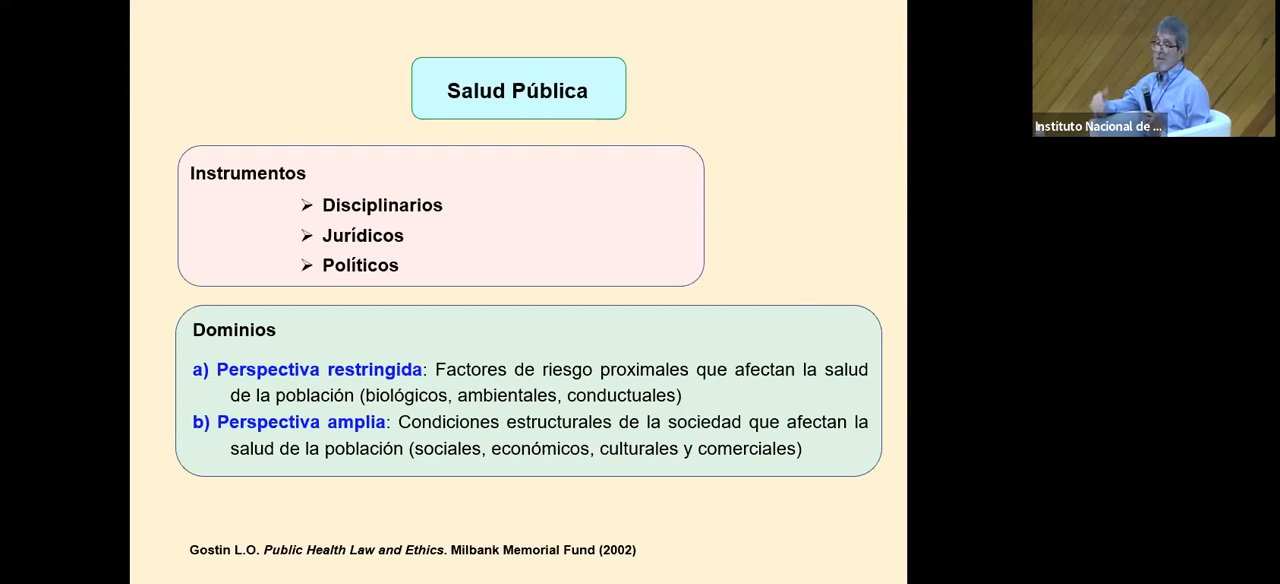 Salud Pública
Instituto Nacional de ...
Instrumentos
➢ Disciplinarios
➢ Jurídicos
➢ Políticos
Dominios
a) Perspectiva restringida: Factores de riesgo proximales que afectan la salud
de la población (biológicos, ambientales, conductuales)
b) Perspectiva amplia: Condiciones estructurales de la sociedad que afectan la
salud de la población (sociales, económicos, culturales y comerciales)
Gostin L.O. Public Health Law and Ethics. Milbank Memorial Fund (2002)